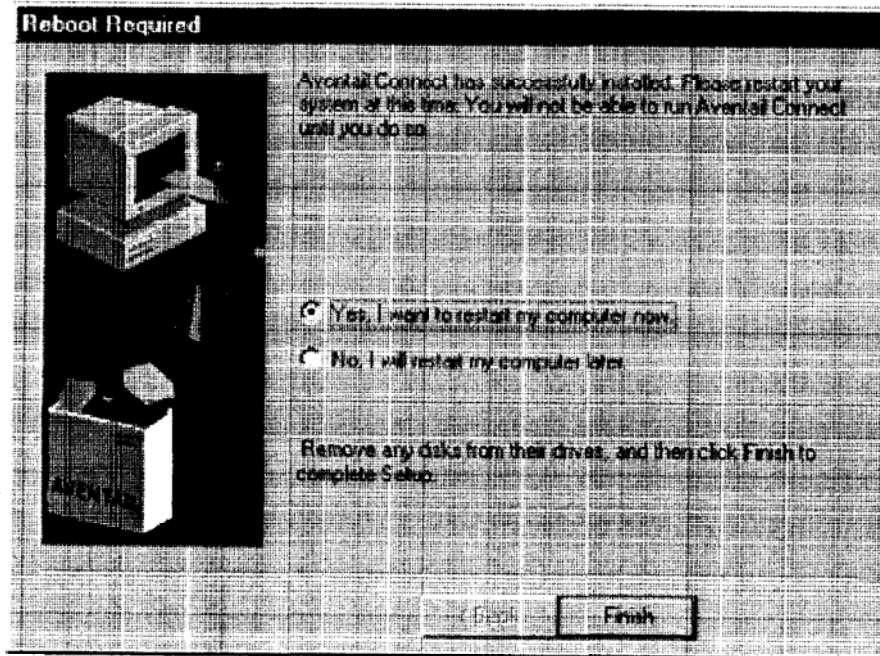 Reboot Required
Aventail Connect has successfully installed. Please restart your
system at this time. You will not be able to run Aventail Connect
until you do so.
Yes, I want to restart my computer now.
No, I will restart my computer later.
Remove any disks from their drives, and then click Finish to
complete Setup.
AVENTAIL
< Back
Finish